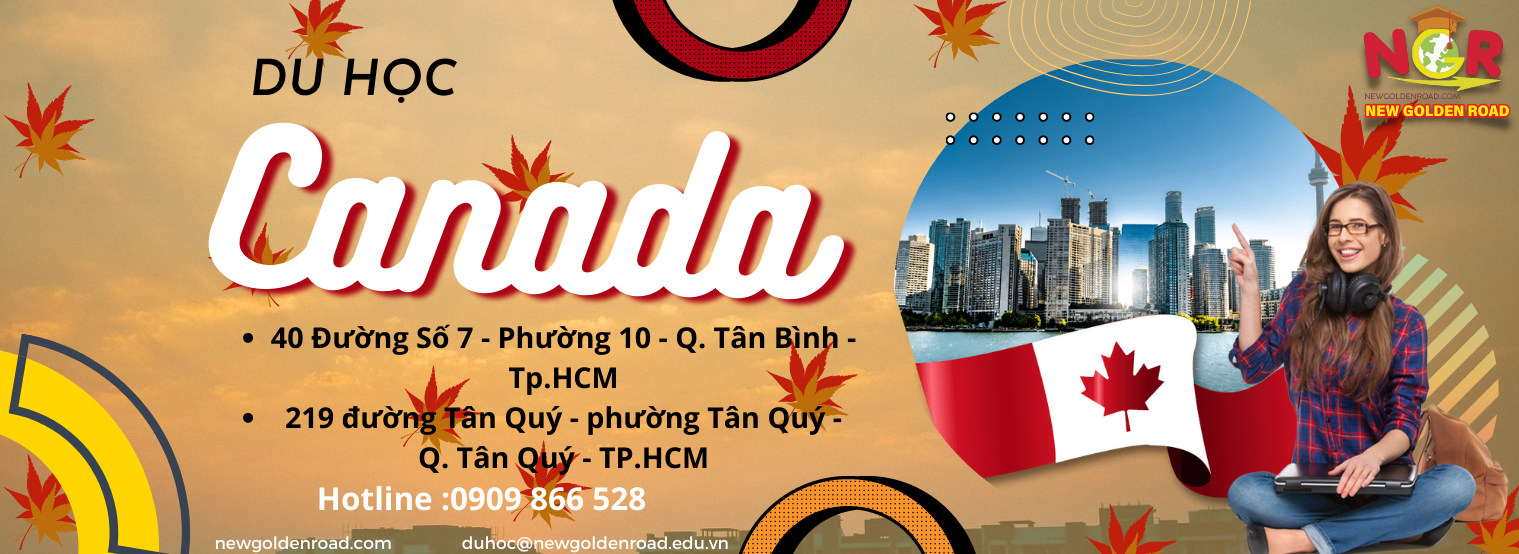 DU HỌC
Canada
• 40 Đường Số 7 - Phường 10 - Q. Tân Bình -
Tp.HCM
• 219 đường Tân Quý - phường Tân Quý -
Q. Tân Quý - TP.HCM
Hotline :0909 866 528
newgoldenroad.com duhoc@newgoldenroad.edu.vn
NGR
NEWGOLDENROAD.COM
NEW GOLDEN ROAD